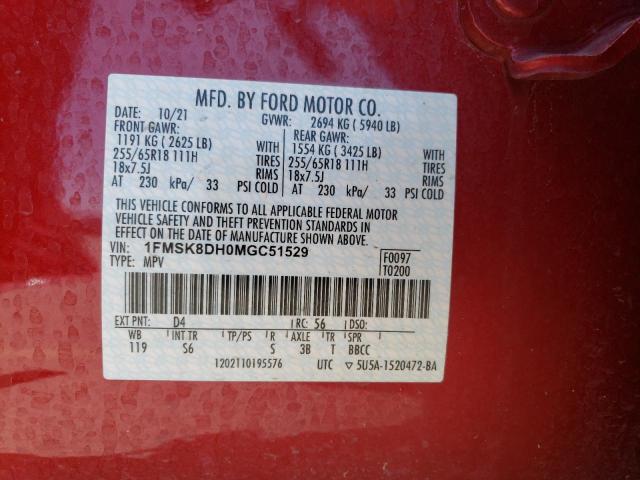 MFD. BY FORD MOTOR CO.
DATE: 10/21 GVWR: 2694 KG (5940 LB)
FRONT GAWR: REAR GAWR:
1191 KG (2625 LB) WITH 1554 KG (3425 LB) WITH
255/65R18 111H TIRES 255/65R18 111H TIRES
18x7.5J RIMS 18x7.5J RIMS
AT 230 kPa/ 33 PSI COLD AT 230 kPa/ 33 PSI COLD
THIS VEHICLE CONFORMS TO ALL APPLICABLE FEDERAL MOTOR
VEHICLE SAFETY AND THEFT PREVENTION STANDARDS IN
EFFECT ON THE DATE OF MANUFACTURE SHOWN ABOVE.
VIN: 1FMSK8DH0MGC51529 F0097
TYPE: MPV T0200
EXT PNT: D4 RC: 56 DSO:
WB INT TR TP/PS R AXLE TR SPR
119 S6 S 3B T BBCC
1202110195576 UTC ▽ 5U5A-1520472-BA